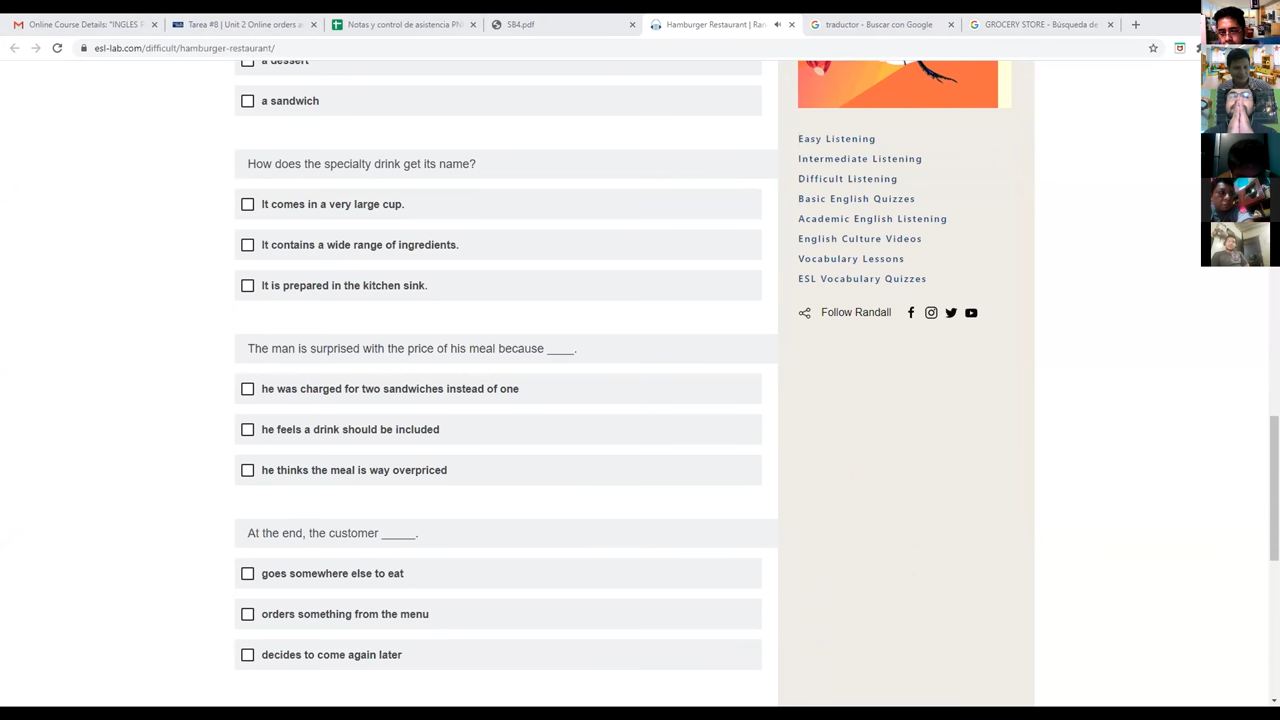 Online Course Details: "INGLES P
Tarea #8 | Unit 2 Online orders a
Notas y control de asistencia PN
SB4.pdf
Hamburger Restaurant | Ran
traductor - Buscar con Google
GROCERY STORE - Búsqueda de
esl-lab.com/difficult/hamburger-restaurant/
a dessert
a sandwich
How does the specialty drink get its name?
It comes in a very large cup.
It contains a wide range of ingredients.
It is prepared in the kitchen sink.
The man is surprised with the price of his meal because ____.
he was charged for two sandwiches instead of one
he feels a drink should be included
he thinks the meal is way overpriced
At the end, the customer _____.
goes somewhere else to eat
orders something from the menu
decides to come again later
Easy Listening
Intermediate Listening
Difficult Listening
Basic English Quizzes
Academic English Listening
English Culture Videos
Vocabulary Lessons
ESL Vocabulary Quizzes
Follow Randall